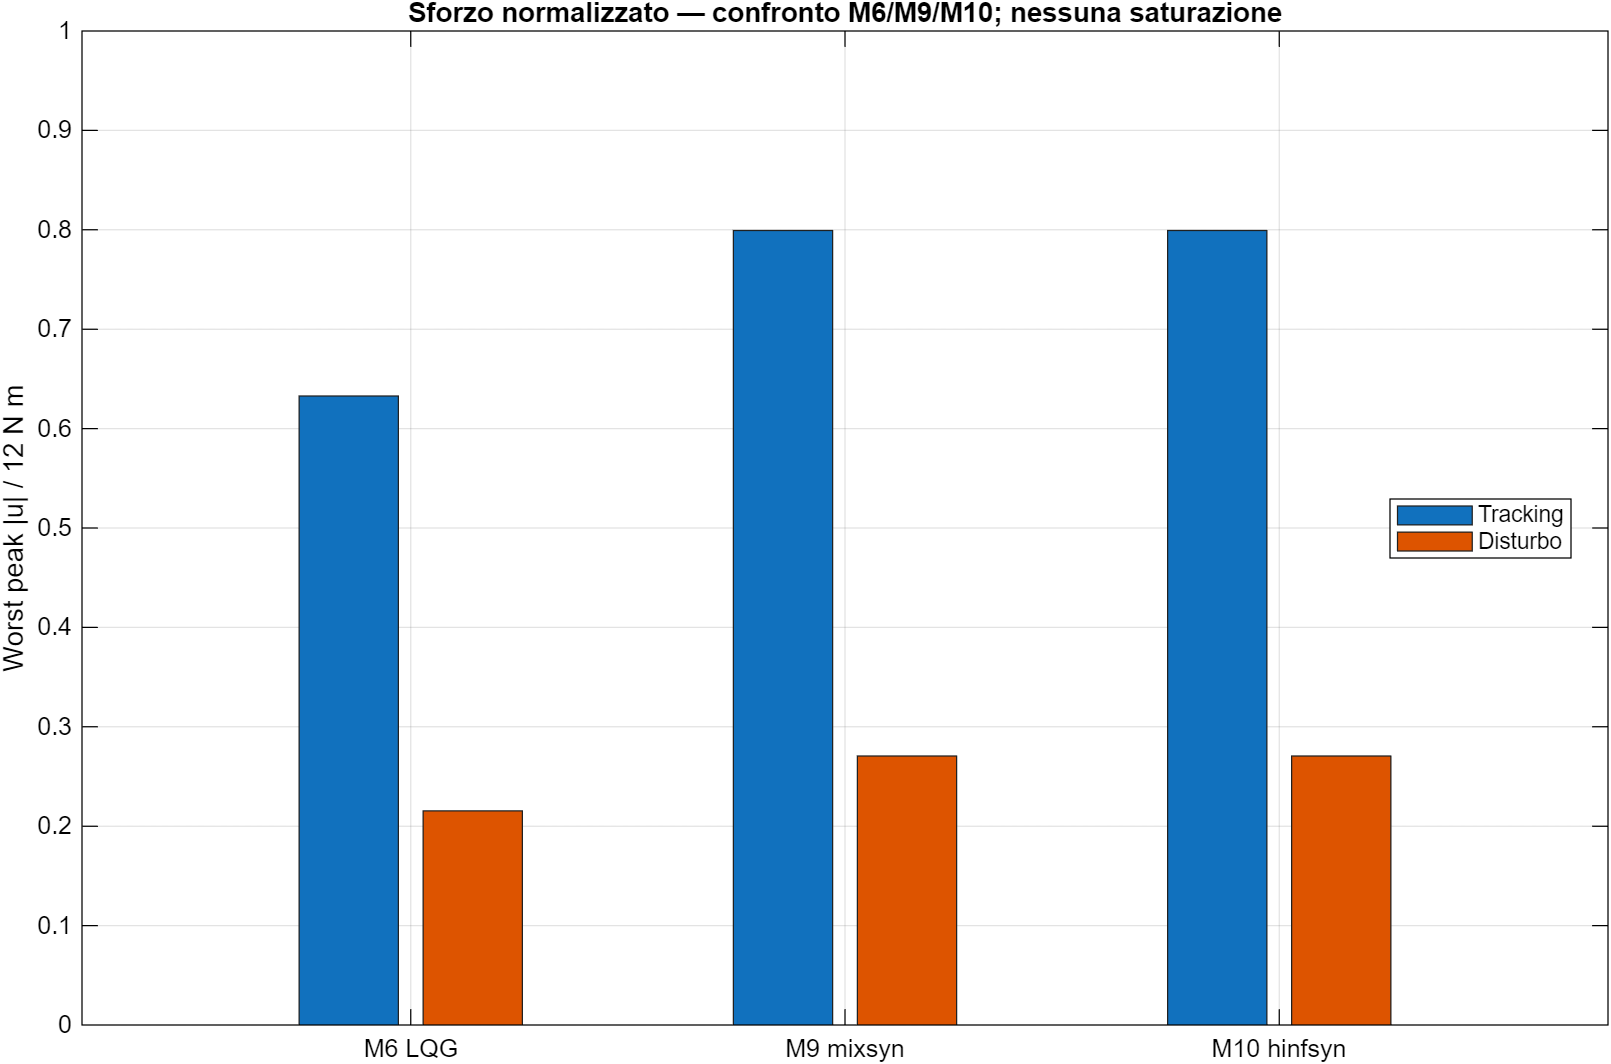 Sforzo normalizzato — confronto M6/M9/M10; nessuna saturazione
Worst peak |u| / 12 N m
1
0.9
0.8
0.7
0.6
0.5
0.4
0.3
0.2
0.1
0
Tracking
Disturbo
M6 LQG
M9 mixsyn
M10 hinfsyn